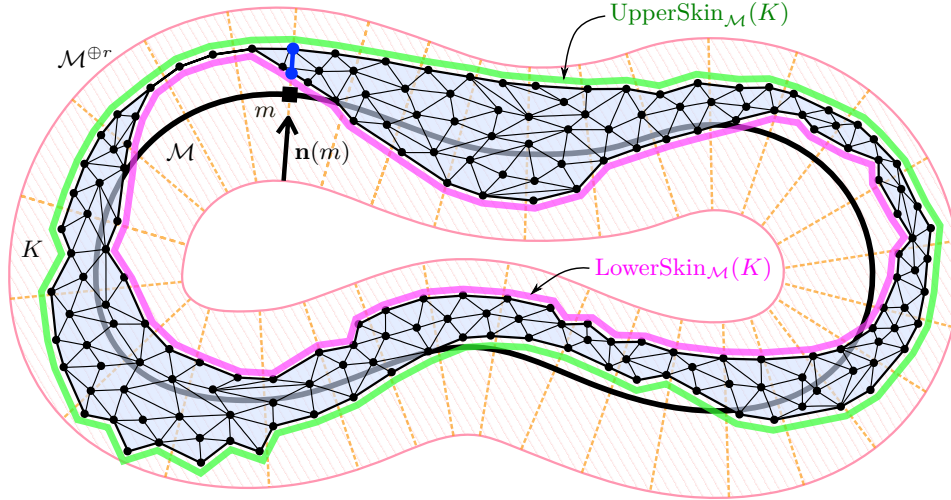 UpperSkin_ℳ(K)
ℳ^{⊕r}
m
ℳ
n(m)
K
LowerSkin_ℳ(K)